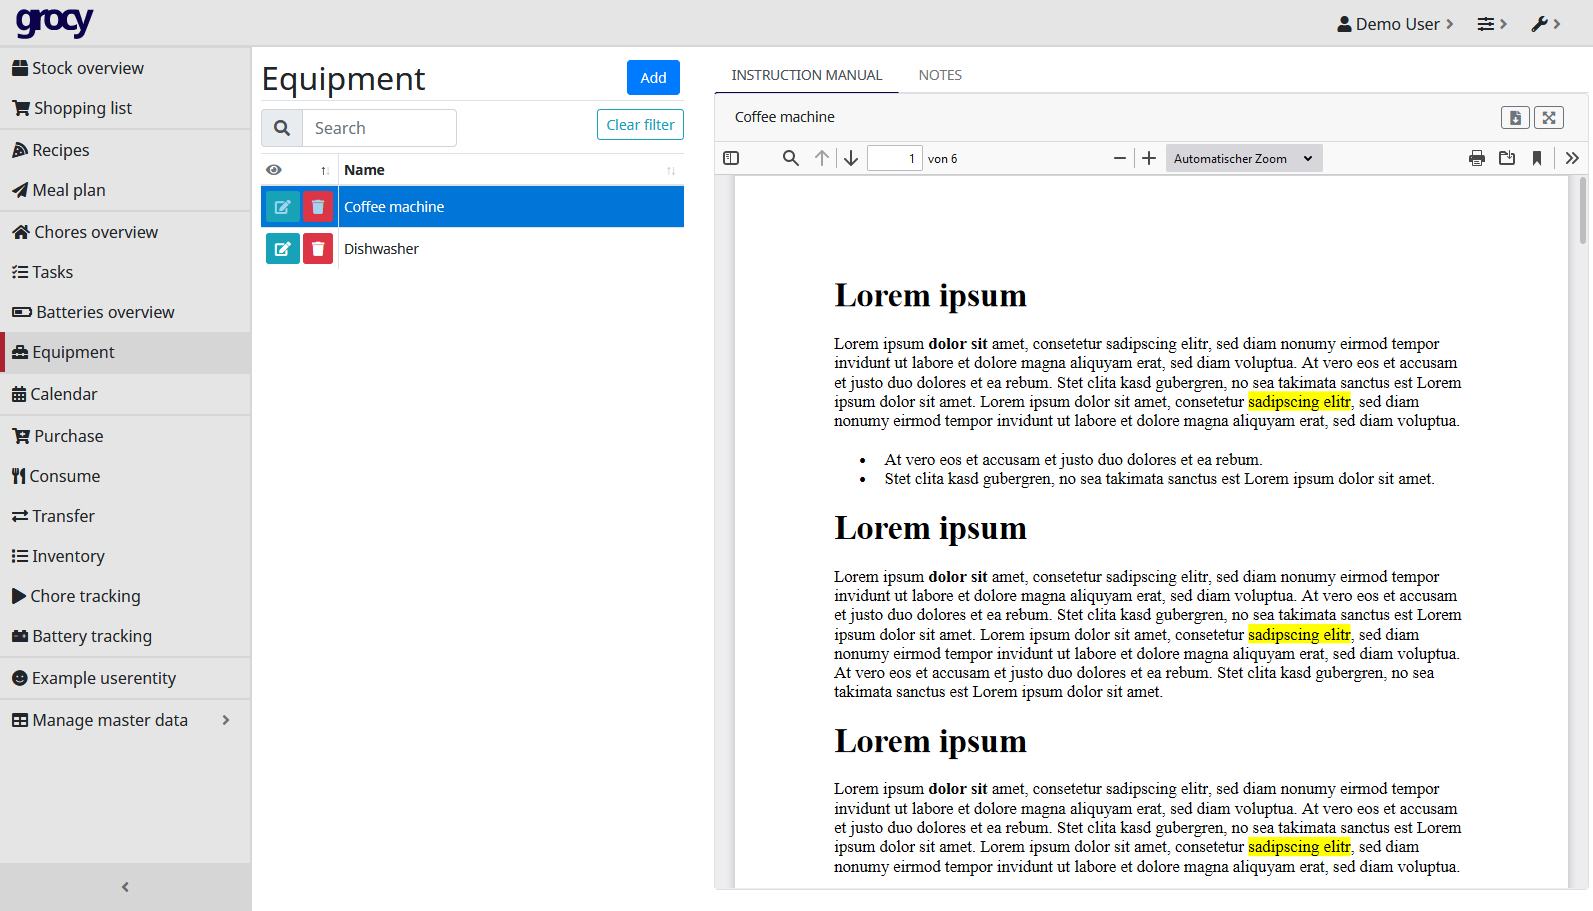 grocy
Demo User
Stock overview
Shopping list
Recipes
Meal plan
Chores overview
Tasks
Batteries overview
Equipment
Calendar
Purchase
Consume
Transfer
Inventory
Chore tracking
Battery tracking
Example userentity
Manage master data
Equipment
Add
Search
Clear filter
Name
Coffee machine
Dishwasher
INSTRUCTION MANUAL
NOTES
Coffee machine
1 von 6
Automatischer Zoom
Lorem ipsum
Lorem ipsum dolor sit amet, consetetur sadipscing elitr, sed diam nonumy eirmod tempor
invidunt ut labore et dolore magna aliquyam erat, sed diam voluptua. At vero eos et accusam
et justo duo dolores et ea rebum. Stet clita kasd gubergren, no sea takimata sanctus est Lorem
ipsum dolor sit amet. Lorem ipsum dolor sit amet, consetetur sadipscing elitr, sed diam
nonumy eirmod tempor invidunt ut labore et dolore magna aliquyam erat, sed diam voluptua.
• At vero eos et accusam et justo duo dolores et ea rebum.
• Stet clita kasd gubergren, no sea takimata sanctus est Lorem ipsum dolor sit amet.
Lorem ipsum
Lorem ipsum dolor sit amet, consetetur sadipscing elitr, sed diam nonumy eirmod tempor
invidunt ut labore et dolore magna aliquyam erat, sed diam voluptua. At vero eos et accusam
et justo duo dolores et ea rebum. Stet clita kasd gubergren, no sea takimata sanctus est Lorem
ipsum dolor sit amet. Lorem ipsum dolor sit amet, consetetur sadipscing elitr, sed diam
nonumy eirmod tempor invidunt ut labore et dolore magna aliquyam erat, sed diam voluptua.
At vero eos et accusam et justo duo dolores et ea rebum. Stet clita kasd gubergren, no sea
takimata sanctus est Lorem ipsum dolor sit amet.
Lorem ipsum
Lorem ipsum dolor sit amet, consetetur sadipscing elitr, sed diam nonumy eirmod tempor
invidunt ut labore et dolore magna aliquyam erat, sed diam voluptua. At vero eos et accusam
et justo duo dolores et ea rebum. Stet clita kasd gubergren, no sea takimata sanctus est Lorem
ipsum dolor sit amet. Lorem ipsum dolor sit amet, consetetur sadipscing elitr, sed diam
nonumy eirmod tempor invidunt ut labore et dolore magna aliquyam erat, sed diam voluptua.